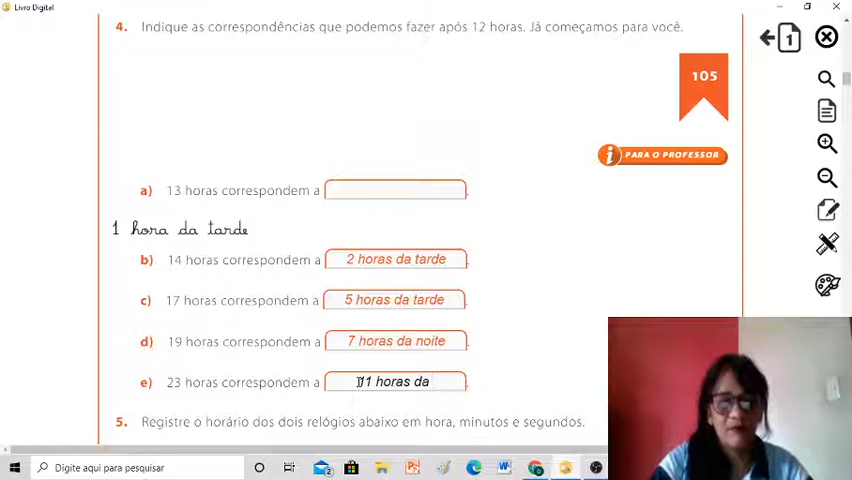 Livro Digital
4. Indique as correspondências que podemos fazer após 12 horas. Já começamos para você.
1
105
i PARA O PROFESSOR
a) 13 horas correspondem a
1 hora da tarde
b) 14 horas correspondem a 2 horas da tarde.
c) 17 horas correspondem a 5 horas da tarde.
d) 19 horas correspondem a 7 horas da noite.
e) 23 horas correspondem a 11 horas da.
5. Registre o horário dos dois relógios abaixo em hora, minutos e segundos.
Digite aqui para pesquisar